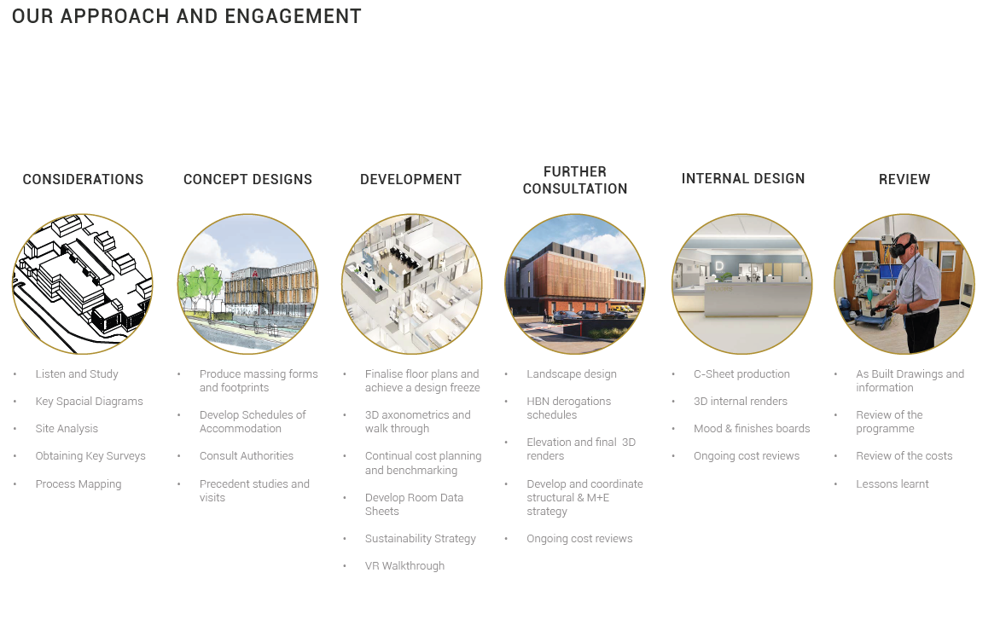 OUR APPROACH AND ENGAGEMENT
CONSIDERATIONS
• Listen and Study
• Key Spacial Diagrams
• Site Analysis
• Obtaining Key Surveys
• Process Mapping
CONCEPT DESIGNS
• Produce massing forms
and footprints
• Develop Schedules of
Accommodation
• Consult Authorities
• Precedent studies and
visits
DEVELOPMENT
• Finalise floor plans and
achieve a design freeze
• 3D axonometrics and
walk through
• Continual cost planning
and benchmarking
• Develop Room Data
Sheets
• Sustainability Strategy
• VR Walkthrough
FURTHER
CONSULTATION
• Landscape design
• HBN derogations
schedules
• Elevation and final  3D
renders
• Develop and coordinate
structural & M+E
strategy
• Ongoing cost reviews
INTERNAL DESIGN
D
• C-Sheet production
• 3D internal renders
• Mood & finishes boards
• Ongoing cost reviews
REVIEW
• As Built Drawings and
information
• Review of the
programme
• Review of the costs
• Lessons learnt